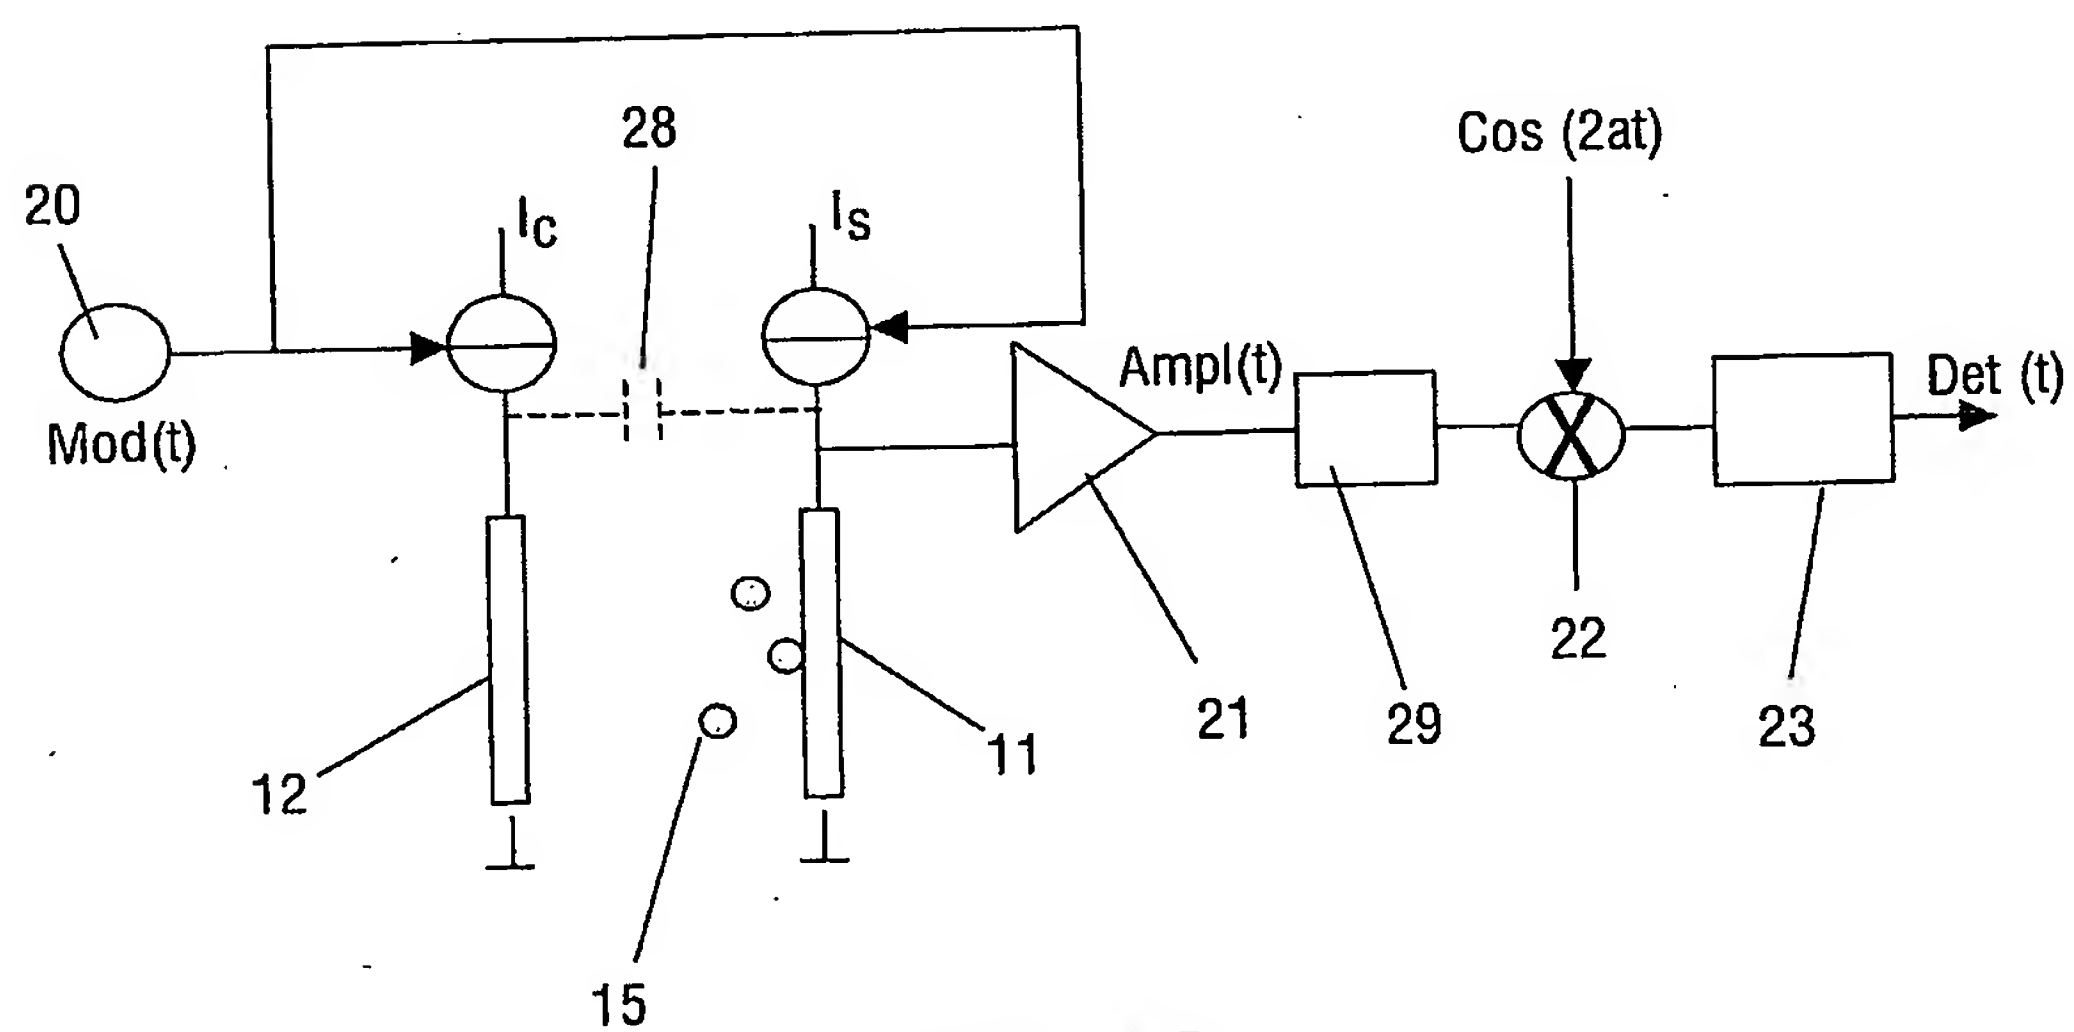 28
Cos (2at)
20
Ic
Is
Ampl(t)
Det (t)
Mod(t)
22
21
29
23
11
12
15